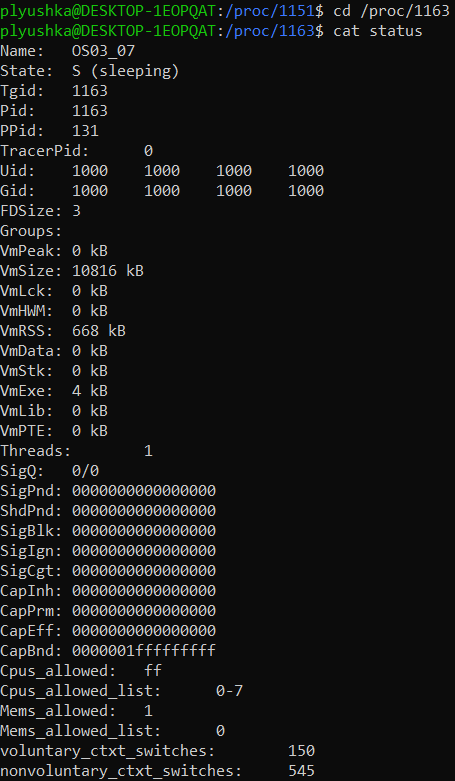 plyushka@DESKTOP-1EOPQAT:/proc/1151$ cd /proc/1163
plyushka@DESKTOP-1EOPQAT:/proc/1163$ cat status
Name:   OS03_07
State:  S (sleeping)
Tgid:   1163
Pid:    1163
PPid:   131
TracerPid:      0
Uid:    1000    1000    1000    1000
Gid:    1000    1000    1000    1000
FDSize: 3
Groups:
VmPeak: 0 kB
VmSize: 10816 kB
VmLck:  0 kB
VmHWM:  0 kB
VmRSS:  668 kB
VmData: 0 kB
VmStk:  0 kB
VmExe:  4 kB
VmLib:  0 kB
VmPTE:  0 kB
Threads:        1
SigQ:   0/0
SigPnd: 0000000000000000
ShdPnd: 0000000000000000
SigBlk: 0000000000000000
SigIgn: 0000000000000000
SigCgt: 0000000000000000
CapInh: 0000000000000000
CapPrm: 0000000000000000
CapEff: 0000000000000000
CapBnd: 0000001fffffffff
Cpus_allowed:   ff
Cpus_allowed_list:      0-7
Mems_allowed:   1
Mems_allowed_list:      0
voluntary_ctxt_switches:        150
nonvoluntary_ctxt_switches:     545